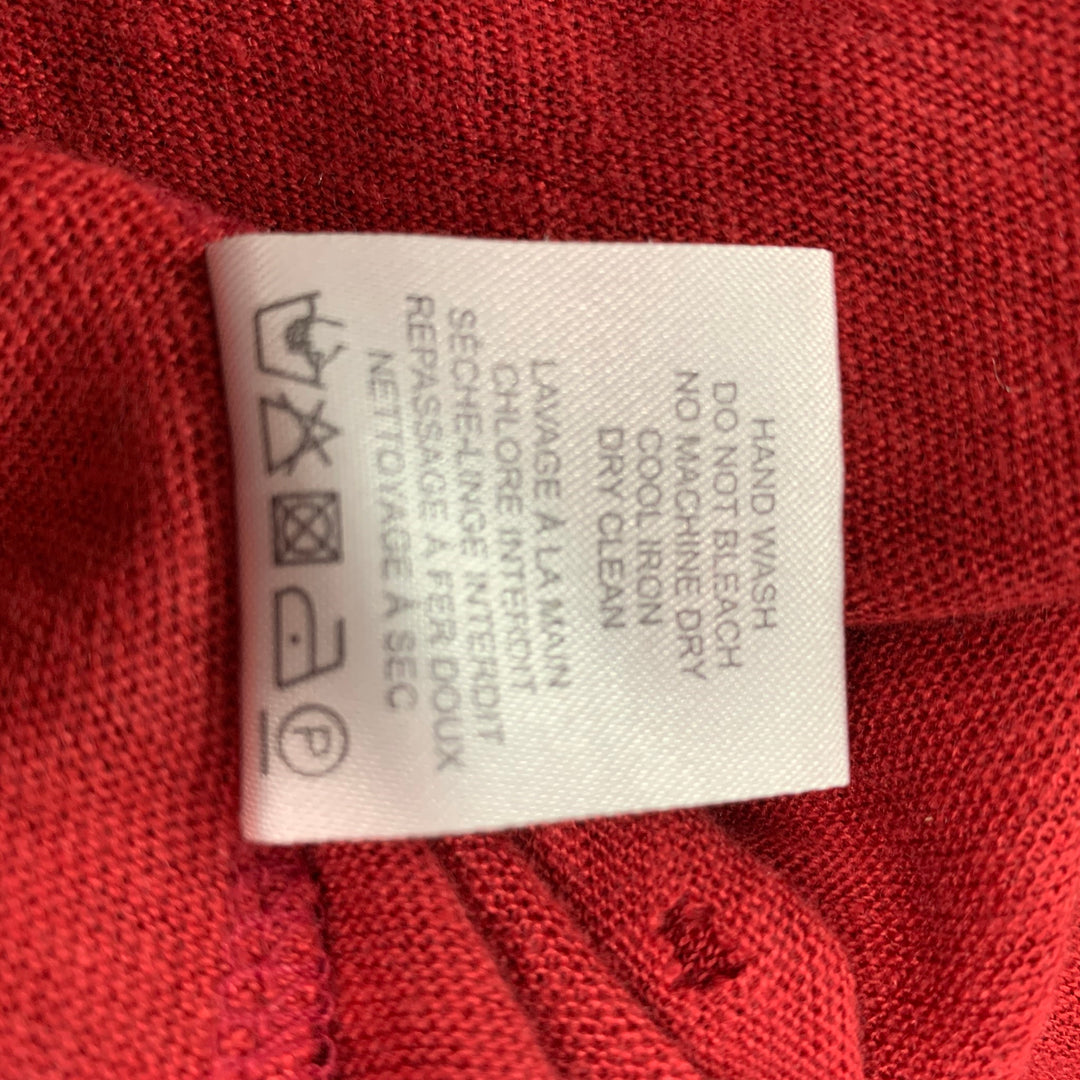 HAND WASH
DO NOT BLEACH
NO MACHINE DRY
COOL IRON
DRY CLEAN
LAVAGE À LA MAIN
CHLORE INTERDIT
SECHE-LINGE INTERDIT
REPASSAGE À FER DOUX
NETTOYAGE À SEC
P